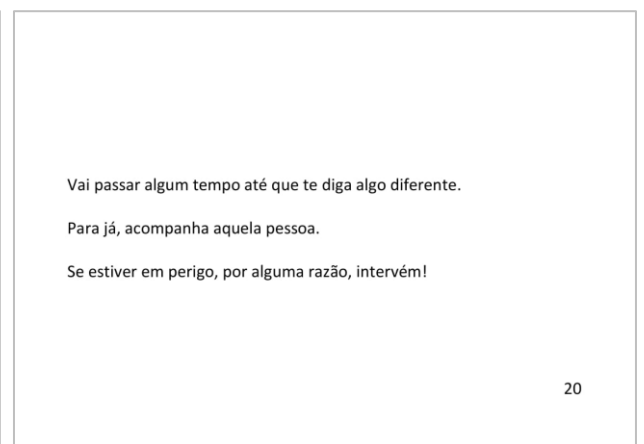 Vai passar algum tempo até que te diga algo diferente.
Para já, acompanha aquela pessoa.
Se estiver em perigo, por alguma razão, intervém!
20